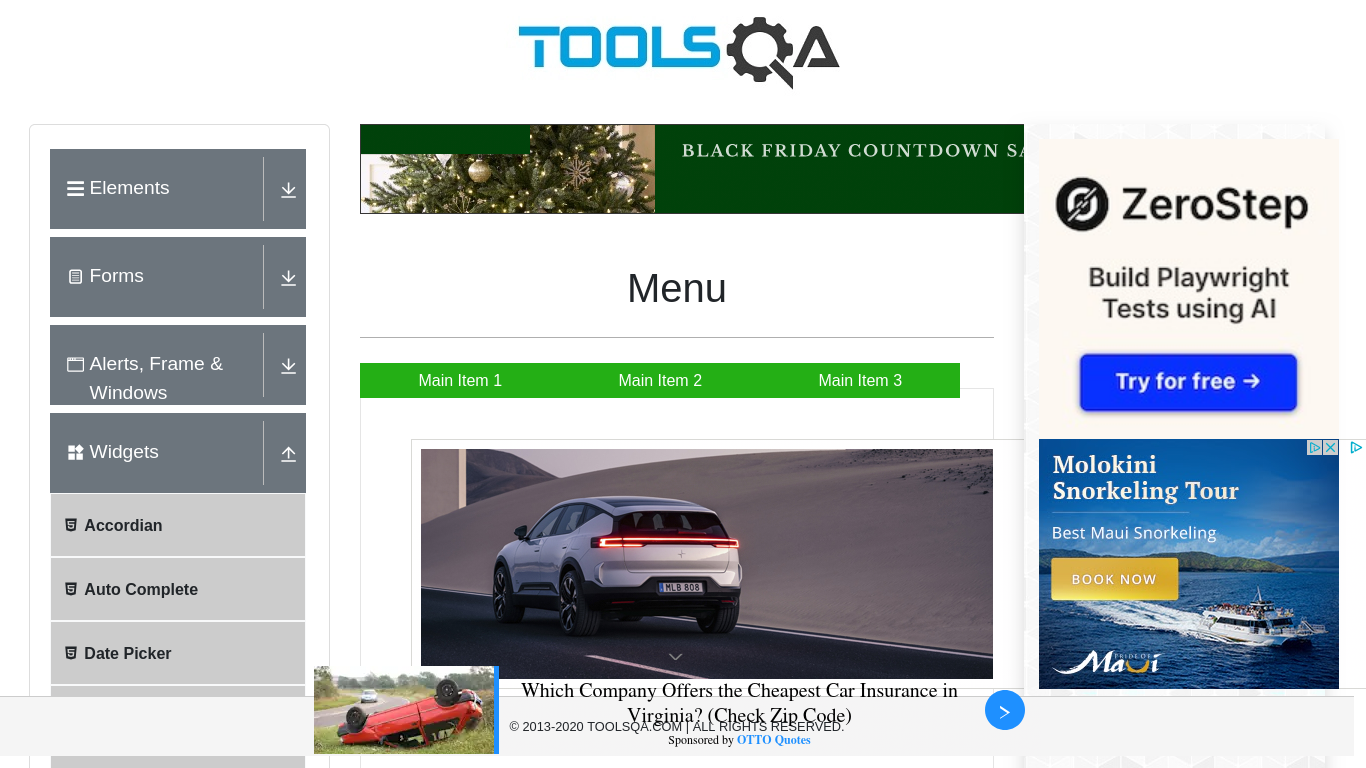 TOOLSQA
Elements
Forms
Alerts, Frame &
Windows
Widgets
Accordian
Auto Complete
Date Picker
BLACK FRIDAY COUNTDOWN
Menu
Main Item 1
Main Item 2
Main Item 3
MLB 808
Which Company Offers the Cheapest Car Insurance in
Virginia? (Check Zip Code)
© 2013-2020 TOOLSQA.COM | ALL RIGHTS RESERVED.
Sponsored by OTTO Quotes
ZeroStep
Build Playwright
Tests using AI
Try for free →
Molokini
Snorkeling Tour
Best Maui Snorkeling
BOOK NOW
PRIDE OF
Maui